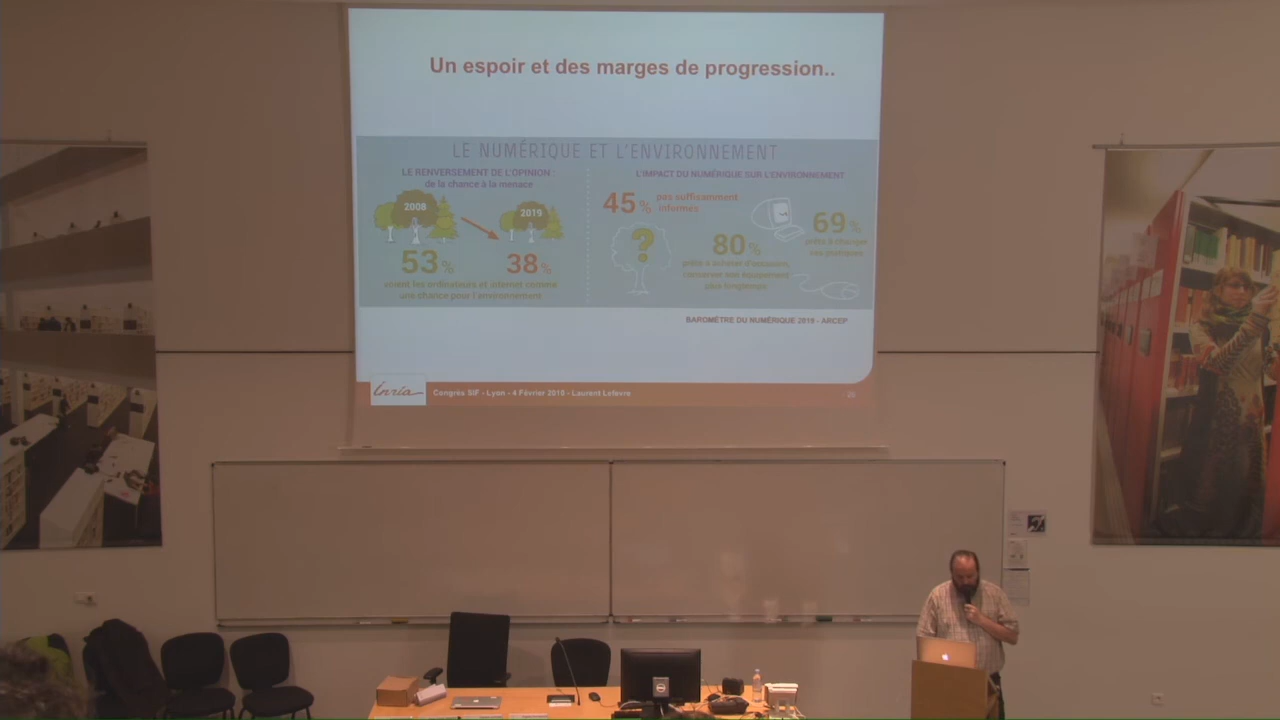 Un espoir et des marges de progression..
LE NUMÉRIQUE ET L'ENVIRONNEMENT
LE RENVERSEMENT DE L'OPINION :
de la chance à la menace
2008
2019
53 %
38 %
voient les ordinateurs et internet comme
une chance pour l'environnement
L'IMPACT DU NUMÉRIQUE SUR L'ENVIRONNEMENT
45 % pas suffisamment
informés
?
80 %
prêts à acheter d'occasion,
conserver son équipement
plus longtemps
69 %
prêts à changer
ses pratiques
BAROMÈTRE DU NUMÉRIQUE 2019 - ARCEP
Inria
Congrès SIF - Lyon - 4 Février 2010 - Laurent Lefevre
DELL